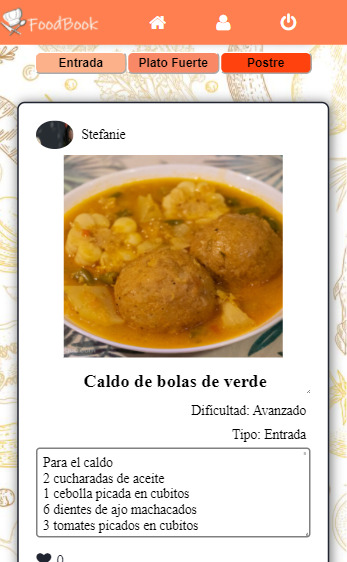 FoodBook
Entrada Plato Fuerte Postre
Stefanie
Caldo de bolas de verde
Dificultad: Avanzado
Tipo: Entrada
Para el caldo
2 cucharadas de aceite
1 cebolla picada en cubitos
6 dientes de ajo machacados
3 tomates picados en cubitos
0